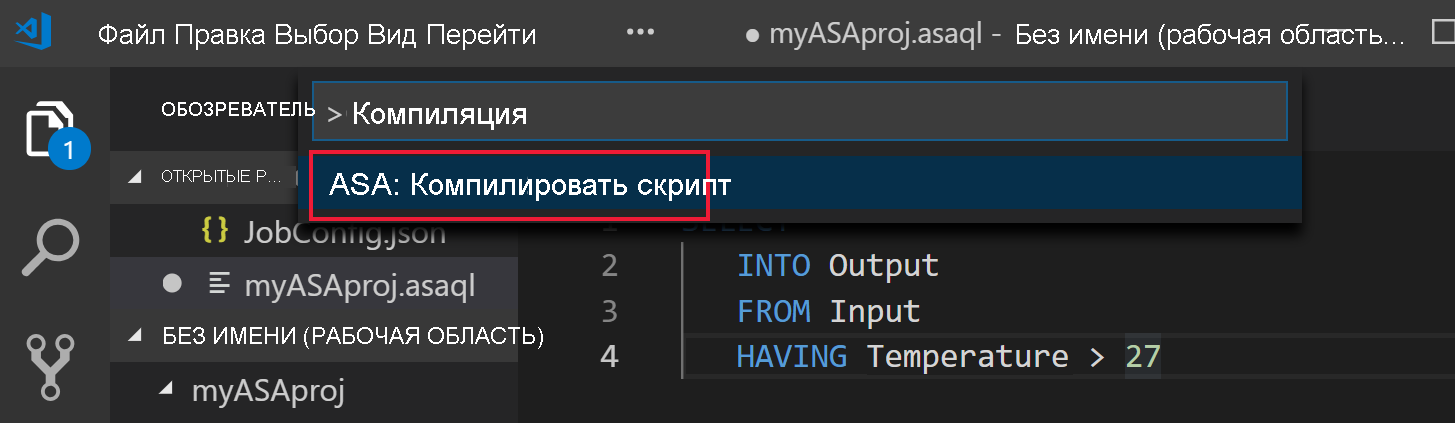 Файл Правка Выбор Вид Перейти ... ● myASAproj.asaql - Без имени (рабочая область...
ОБОЗРЕВАТЕЛЬ
> Компиляция
1
ОТКРЫТЫЕ Р...
ASA: Компилировать скрипт
{} JobConfig.json
1 SELECT
myASAproj.asaql
2 INTO Output
3 FROM Input
БЕЗ ИМЕНИ (РАБОЧАЯ ОБЛАСТЬ)
4 HAVING Temperature > 27
myASAproj